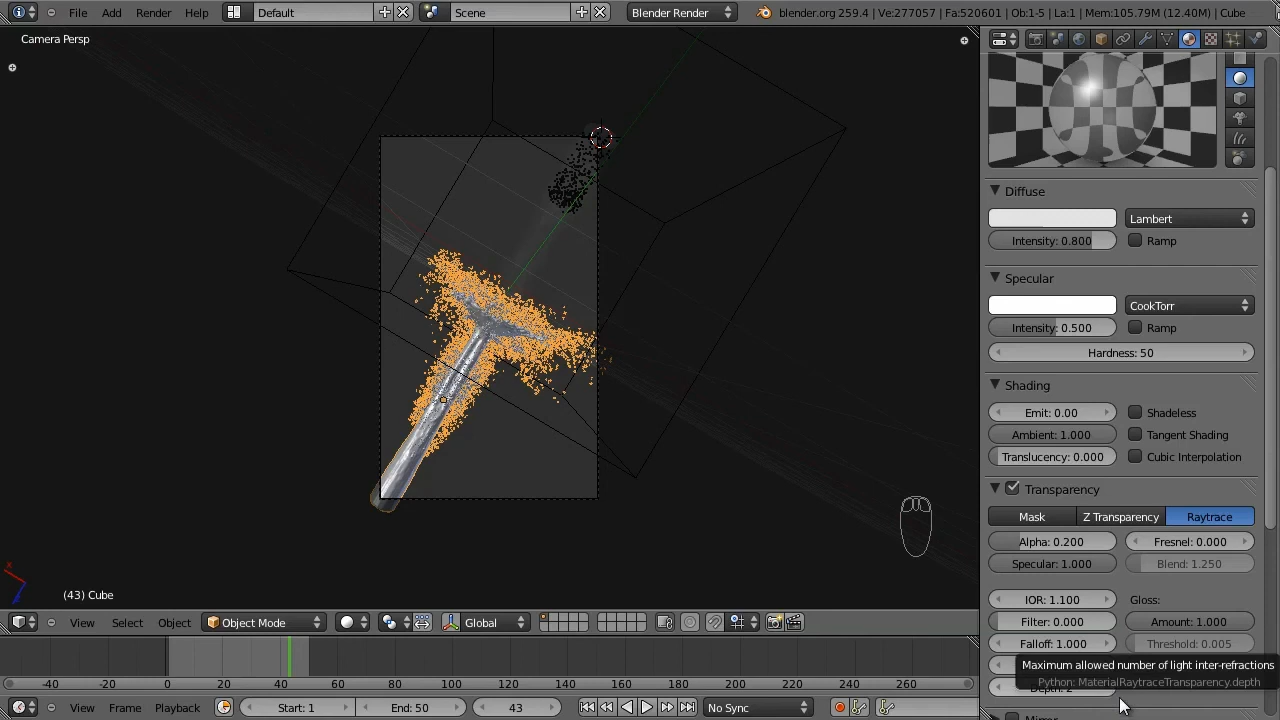 File Add Render Help Default Scene Blender Render blender.org 259.4 | Ve:277057 | Fa:520601 | Ob:1-5 | La:1 | Mem:105.79M (12.40M) | Cube
Camera Persp
Diffuse
Lambert
Intensity: 0.800 Ramp
Specular
CookTorr
Intensity: 0.500 Ramp
Hardness: 50
Shading
Emit: 0.00 Shadeless
Ambient: 1.000 Tangent Shading
Translucency: 0.000 Cubic Interpolation
Transparency
Mask Z Transparency Raytrace
Alpha: 0.200 Fresnel: 0.000
Specular: 1.000 Blend: 1.250
IOR: 1.100 Gloss:
Filter: 0.000 Amount: 1.000
Falloff: 1.000 Threshold: 0.005
Maximum allowed number of light inter-refractions
Python: MaterialRaytraceTransparency.depth
X
(43) Cube
View Select Object Object Mode Global
-40 -20 0 20 40 60 80 100 120 140 160 180 200 220 240 260
View Frame Playback Start: 1 End: 50 43 No Sync